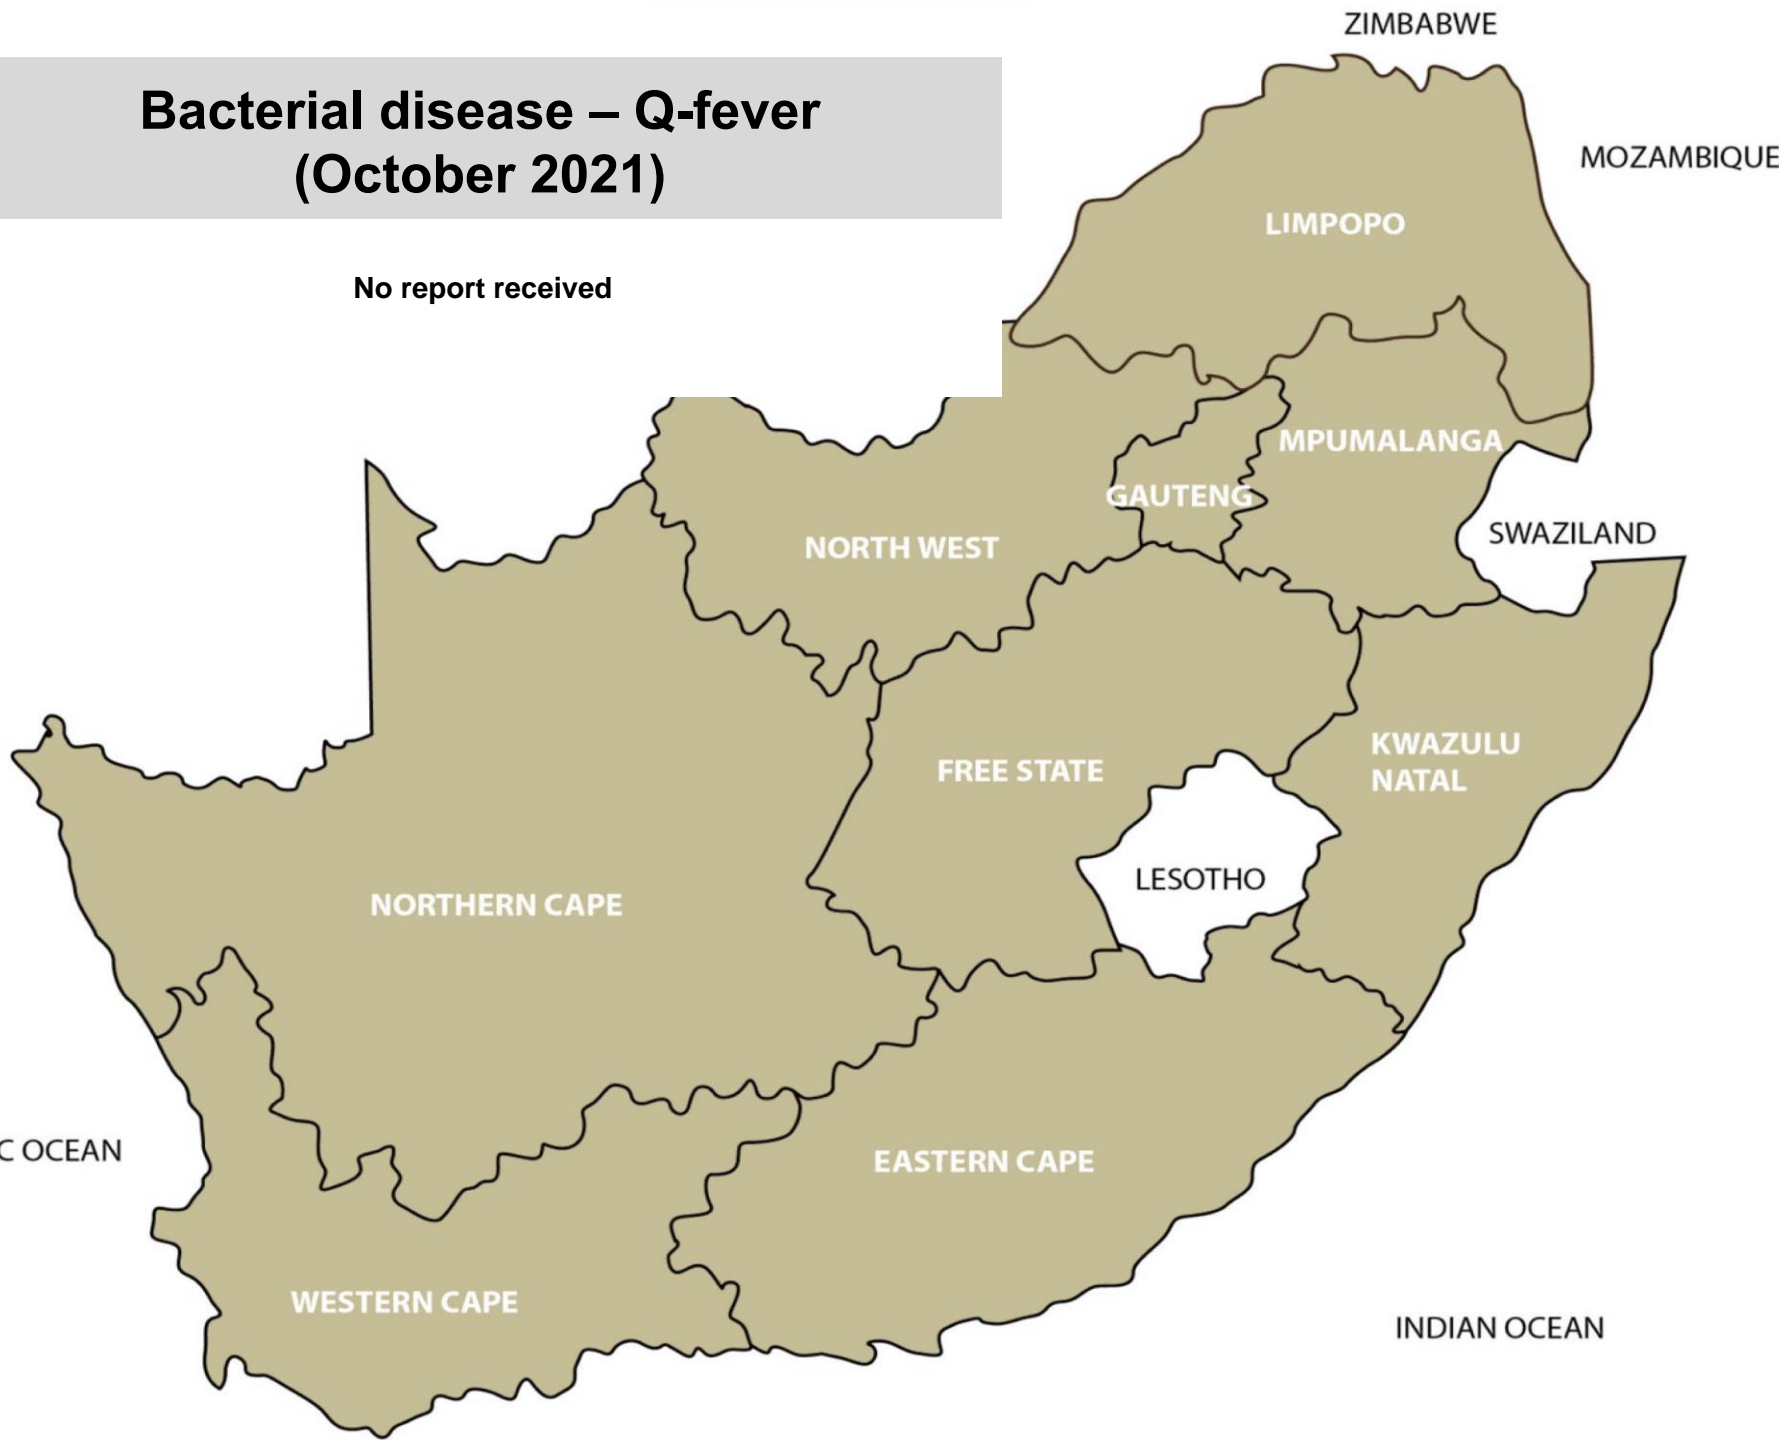 ZIMBABWE
Bacterial disease – Q-fever
(October 2021)
MOZAMBIQUE
LIMPOPO
No report received
MPUMALANGA
GAUTENG
SWAZILAND
NORTH WEST
KWAZULU
NATAL
FREE STATE
LESOTHO
NORTHERN CAPE
C OCEAN
EASTERN CAPE
WESTERN CAPE
INDIAN OCEAN